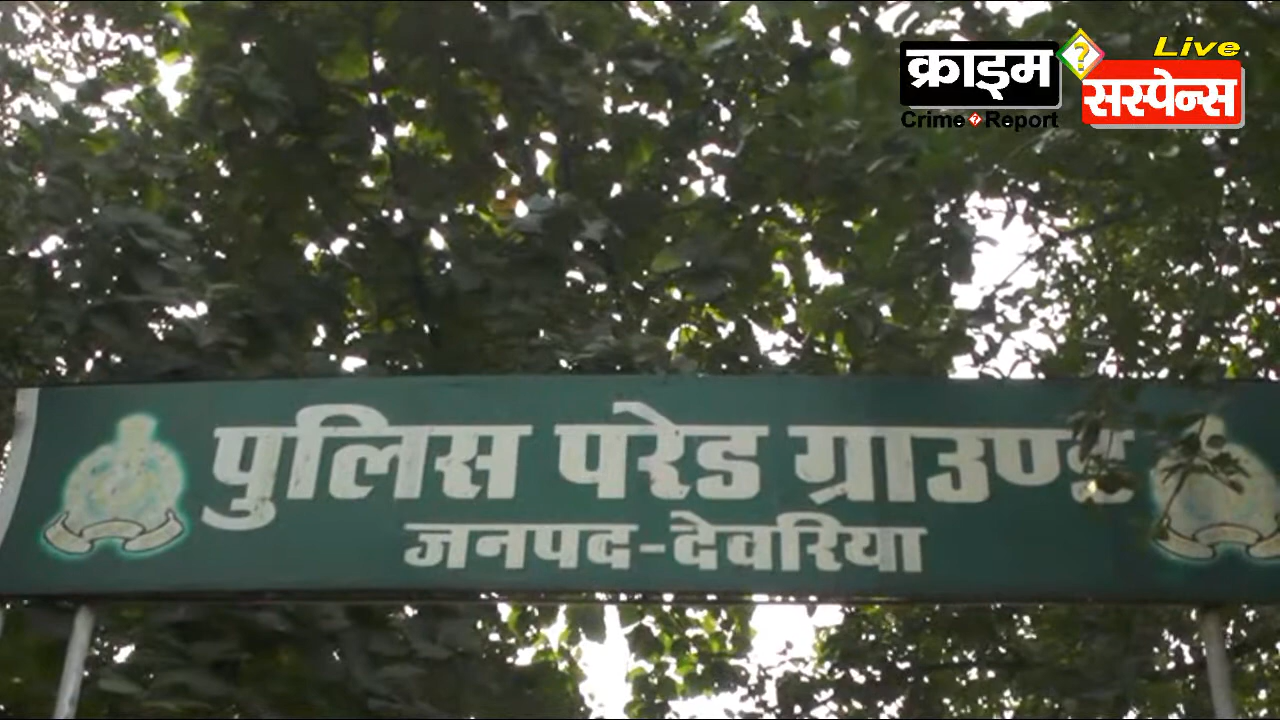 Live
क्राइम ? सस्पेन्स
Crime ? Report
पुलिस परेड ग्राउण्ड
जनपद-देवरिया